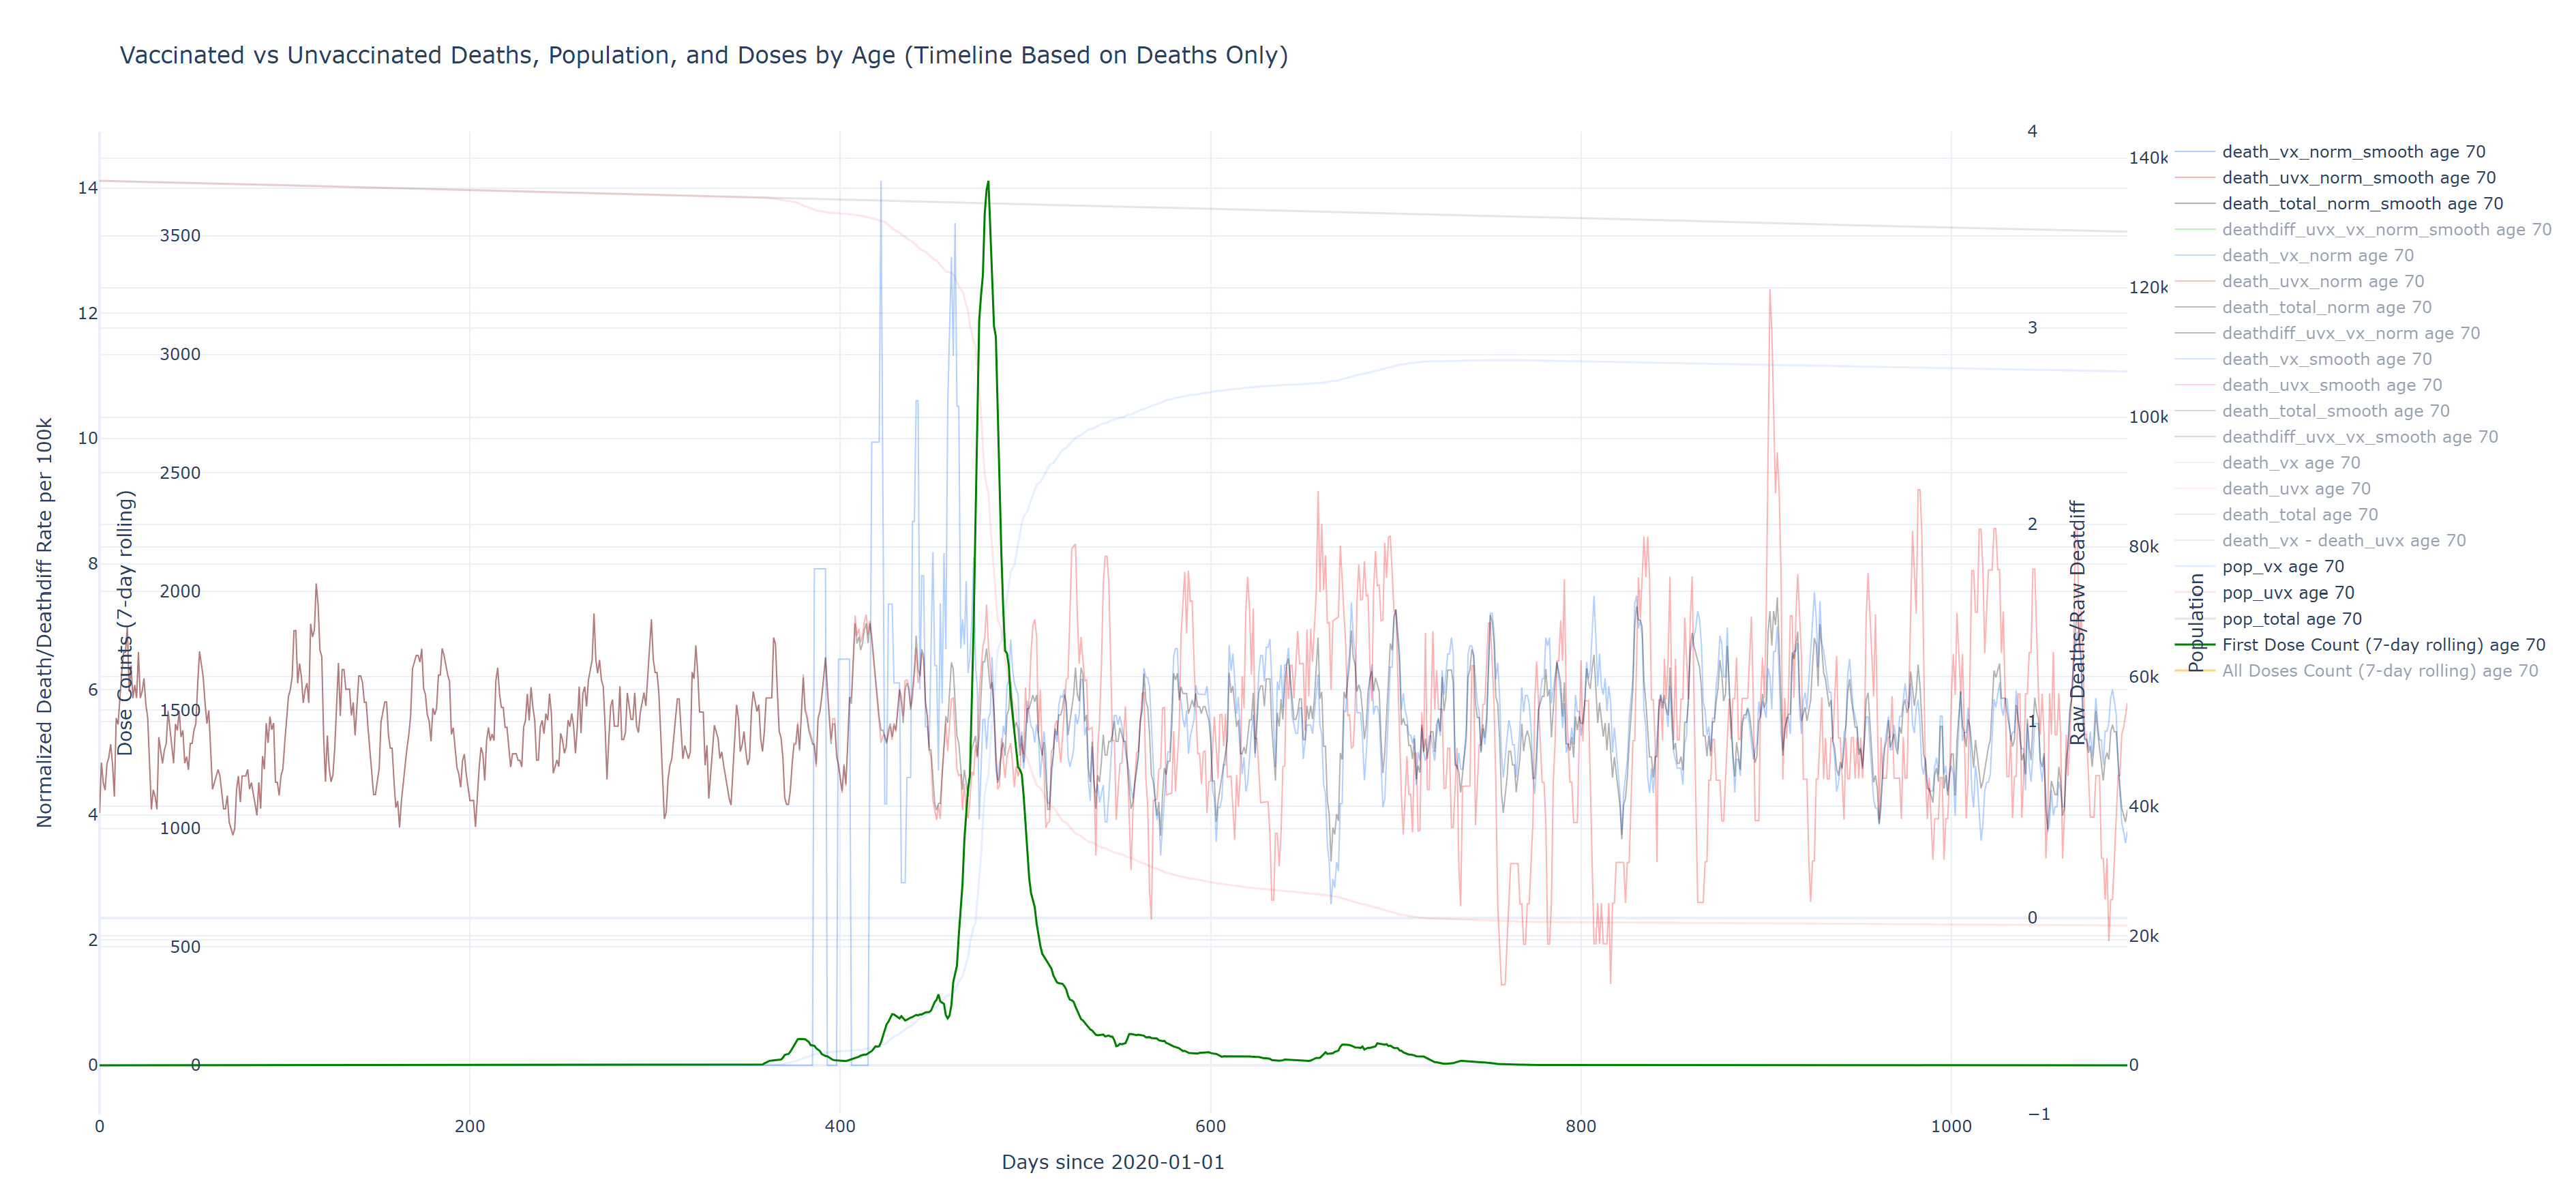 Vaccinated vs Unvaccinated Deaths, Population, and Doses by Age (Timeline Based on Deaths Only)
Normalized Death/Deathdiff Rate per 100k
14
12
10
8
6
4
2
0
Dose Counts (7-day rolling)
3500
3000
2500
2000
1500
1000
500
0
0
200
400
600
800
1000
Days since 2020-01-01
4
3
2
1
0
−1
Raw Deaths/Raw Deatdiff
140k
120k
100k
80k
60k
40k
20k
0
Population
death_vx_norm_smooth age 70
death_uvx_norm_smooth age 70
death_total_norm_smooth age 70
deathdiff_uvx_vx_norm_smooth age 70
death_vx_norm age 70
death_uvx_norm age 70
death_total_norm age 70
deathdiff_uvx_vx_norm age 70
death_vx_smooth age 70
death_uvx_smooth age 70
death_total_smooth age 70
deathdiff_uvx_vx_smooth age 70
death_vx age 70
death_uvx age 70
death_total age 70
death_vx - death_uvx age 70
pop_vx age 70
pop_uvx age 70
pop_total age 70
First Dose Count (7-day rolling) age 70
All Doses Count (7-day rolling) age 70